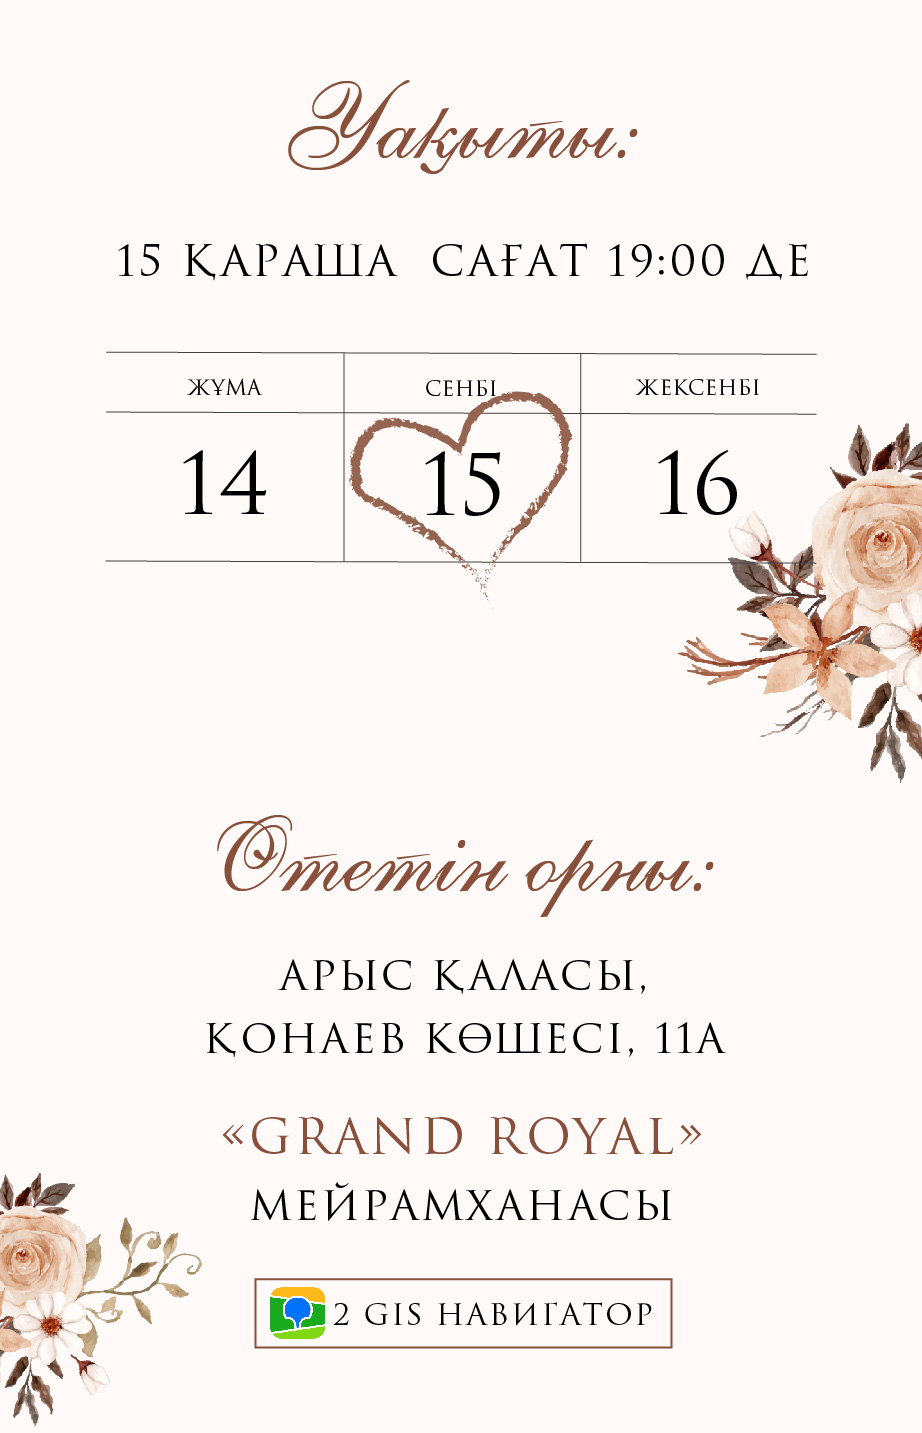 Уақыты:
15 ҚАРАША САҒАТ 19:00 ДЕ
ЖҰМА СЕНБІ ЖЕКСЕНБІ
14 15 16
Өтетін орны:
АРЫС ҚАЛАСЫ,
ҚОНАЕВ КӨШЕСІ, 11А
«GRAND ROYAL»
МЕЙРАМХАНАСЫ
2 GIS НАВИГАТОР